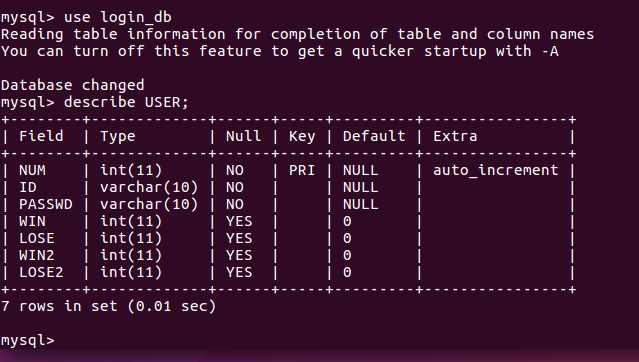 mysql> use login_db
Reading table information for completion of table and column names
You can turn off this feature to get a quicker startup with -A

Database changed
mysql> describe USER;
+--------+-------------+------+-----+---------+----------------+
| Field  | Type        | Null | Key | Default | Extra          |
+--------+-------------+------+-----+---------+----------------+
| NUM    | int(11)     | NO   | PRI | NULL    | auto_increment |
| ID     | varchar(10) | NO   |     | NULL    |                |
| PASSWD | varchar(10) | NO   |     | NULL    |                |
| WIN    | int(11)     | YES  |     | 0       |                |
| LOSE   | int(11)     | YES  |     | 0       |                |
| WIN2   | int(11)     | YES  |     | 0       |                |
| LOSE2  | int(11)     | YES  |     | 0       |                |
+--------+-------------+------+-----+---------+----------------+
7 rows in set (0.01 sec)

mysql>